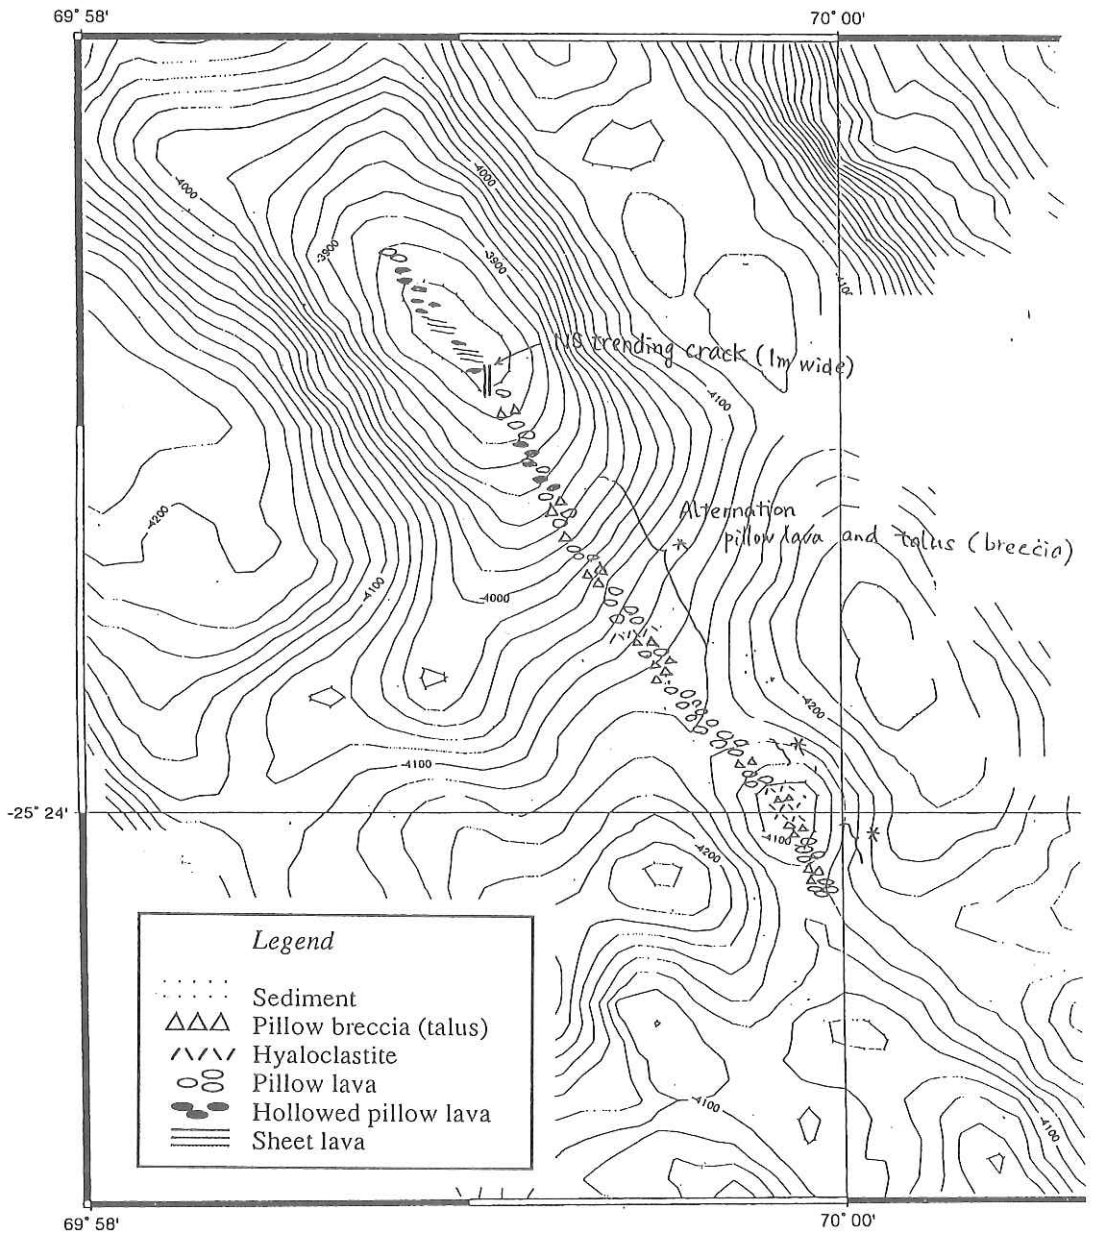 69° 58'
70° 00'
-4000
-4000
-3900
-3900
-410
NS trending crack (1m wide)
-4100
-4200
Alternation
pillow lava and talus (breccia)
-4100
-4000
-4200
-4100
-25° 24'
-4100
-4200
Legend
Sediment
Pillow breccia (talus)
Hyaloclastite
Pillow lava
Hollowed pillow lava
Sheet lava
-4100
-4100
69° 58'
70° 00'